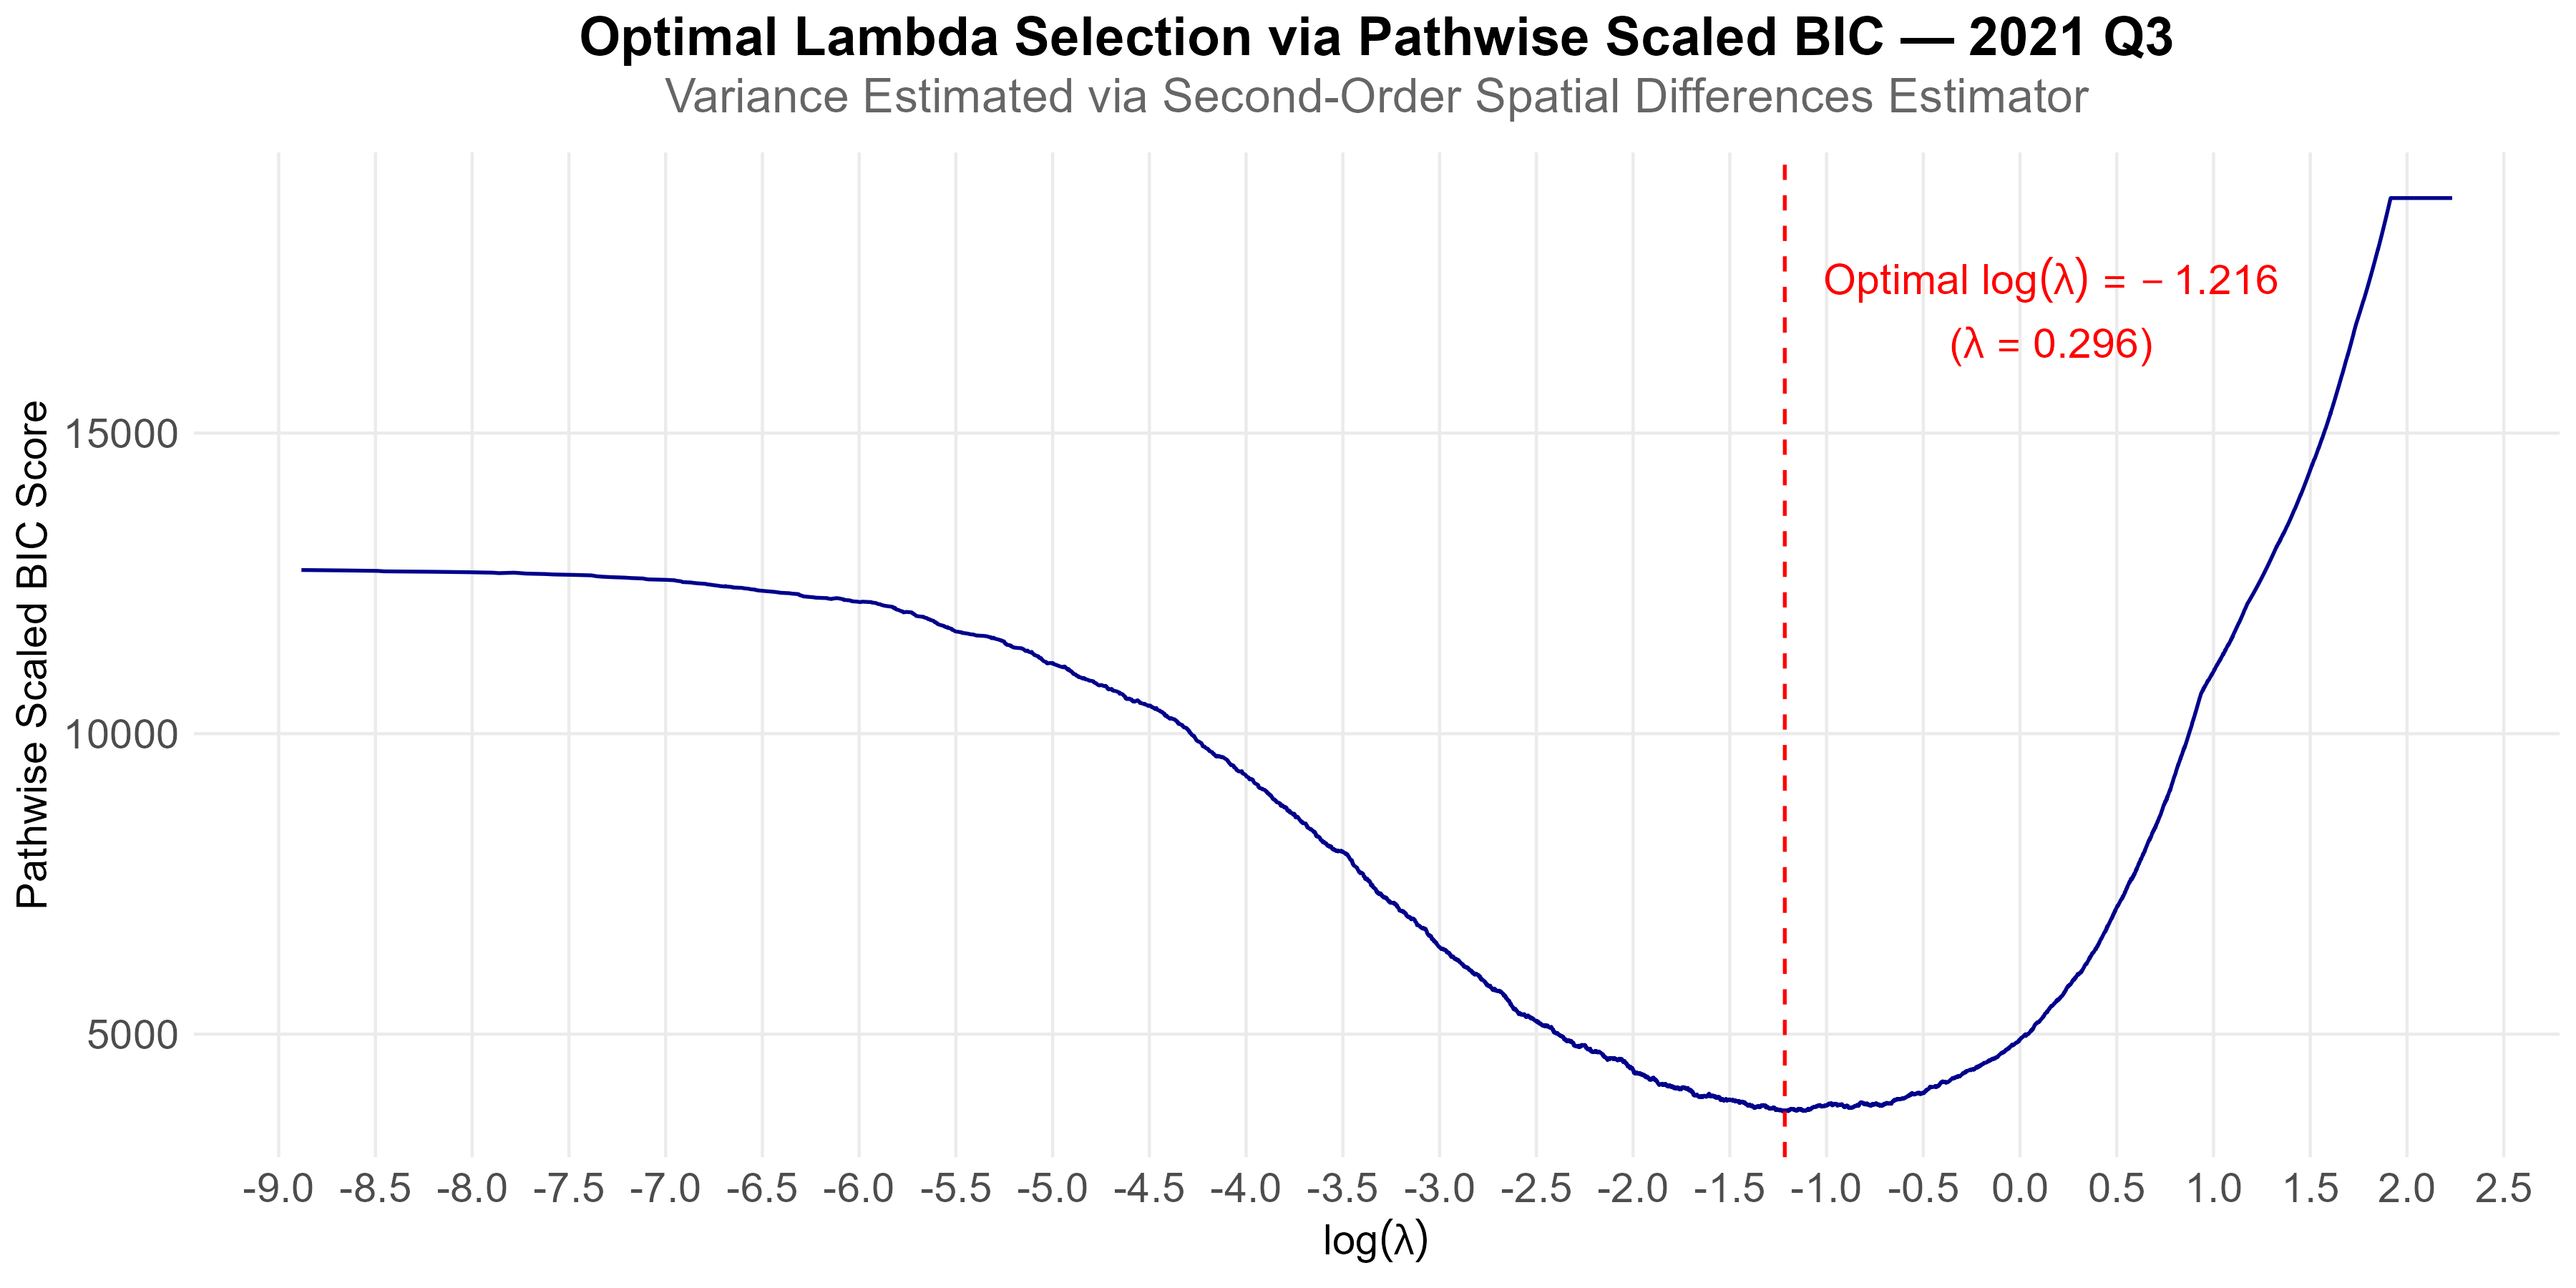 Optimal Lambda Selection via Pathwise Scaled BIC — 2021 Q3
Variance Estimated via Second-Order Spatial Differences Estimator
Optimal log(λ) = − 1.216
(λ = 0.296)
Pathwise Scaled BIC Score
15000
10000
5000
-9.0 -8.5 -8.0 -7.5 -7.0 -6.5 -6.0 -5.5 -5.0 -4.5 -4.0 -3.5 -3.0 -2.5 -2.0 -1.5 -1.0 -0.5 0.0 0.5 1.0 1.5 2.0 2.5
log(λ)